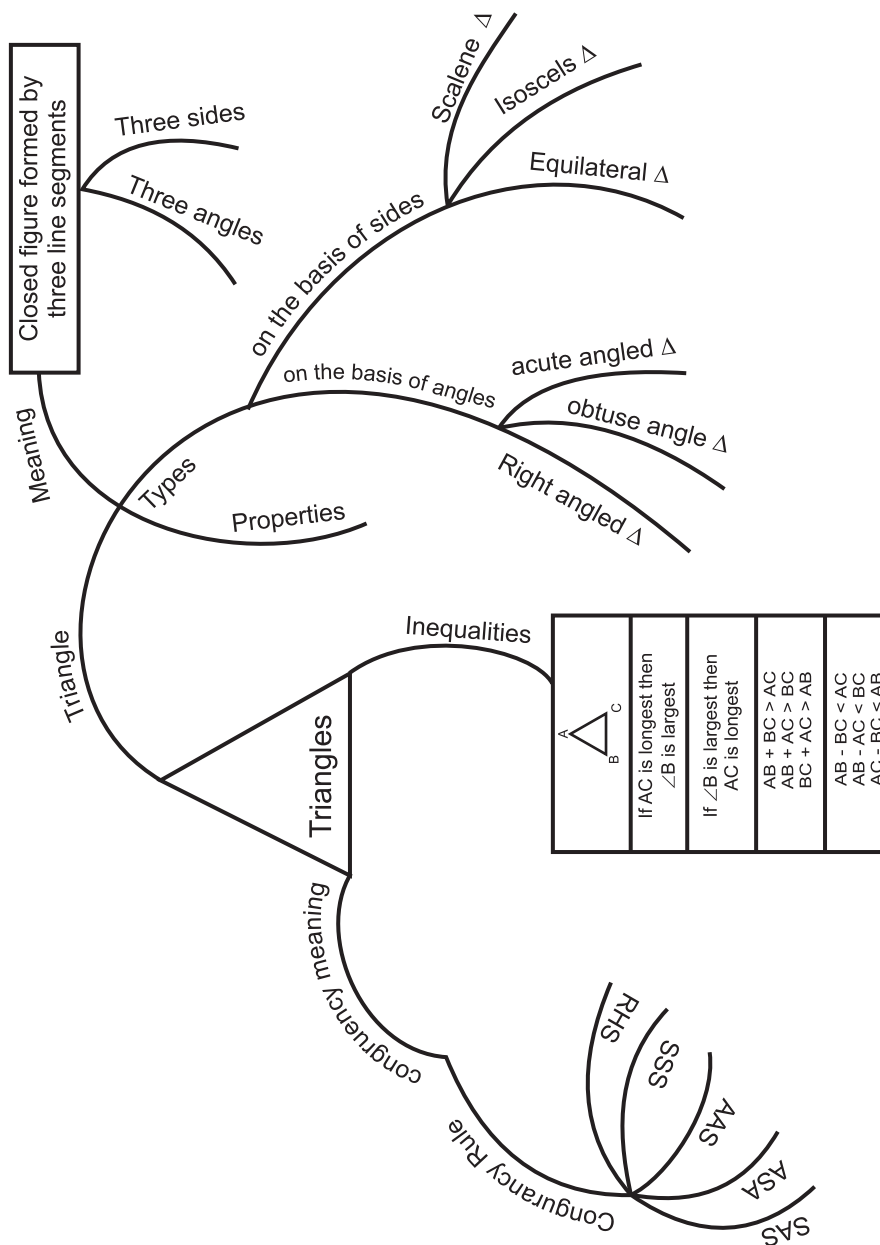 Closed figure formed by
three line segments
Three sides
Three angles
Meaning
Types
Properties
Triangle
on the basis of sides
Scalene Δ
Isoscels Δ
Equilateral Δ
on the basis of angles
acute angled Δ
obtuse angle Δ
Right angled Δ
Triangles
Inequalities
A
B
C
If AC is longest then
∠B is largest
If ∠B is largest then
AC is longest
AB + BC > AC
AB + AC > BC
BC + AC > AB
AB - BC < AC
AB - AC < BC
AC - BC < AB
congruency meaning
Congurancy Rule
RHS
SSS
AAS
ASA
SAS